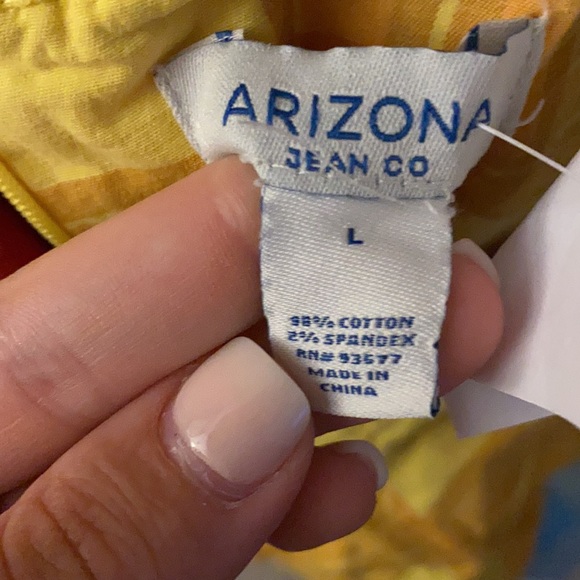 ARIZONA
JEAN CO
L
98% COTTON
2% SPANDEX
RN# 93677
MADE IN
CHINA